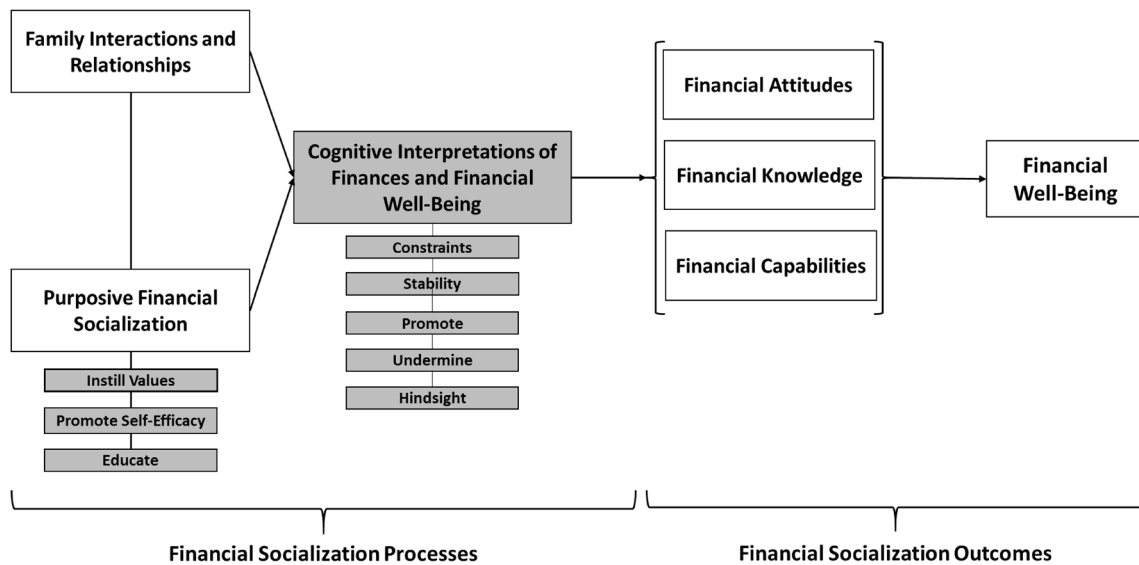 Family Interactions and
Relationships
Purposive Financial
Socialization
Instill Values
Promote Self-Efficacy
Educate
Cognitive Interpretations of
Finances and Financial
Well-Being
Constraints
Stability
Promote
Undermine
Hindsight
Financial Attitudes
Financial Knowledge
Financial Capabilities
Financial
Well-Being
Financial Socialization Processes
Financial Socialization Outcomes